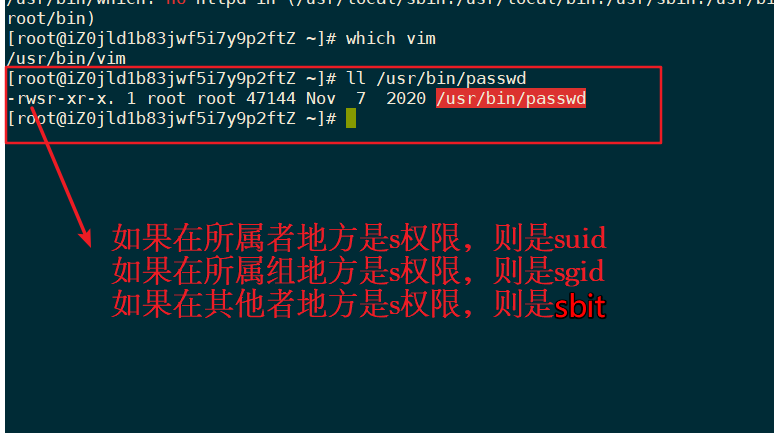 /usr/bin/which: no httpd in (/usr/local/sbin:/usr/local/bin:/usr/sbin:/usr/bi
root/bin)
[root@iZ0jld1b83jwf5i7y9p2ftZ ~]# which vim
/usr/bin/vim
[root@iZ0jld1b83jwf5i7y9p2ftZ ~]# ll /usr/bin/passwd
-rwsr-xr-x. 1 root root 47144 Nov  7  2020 /usr/bin/passwd
[root@iZ0jld1b83jwf5i7y9p2ftZ ~]#
如果在所属者地方是s权限，则是suid
如果在所属组地方是s权限，则是sgid
如果在其他者地方是s权限，则是sbit